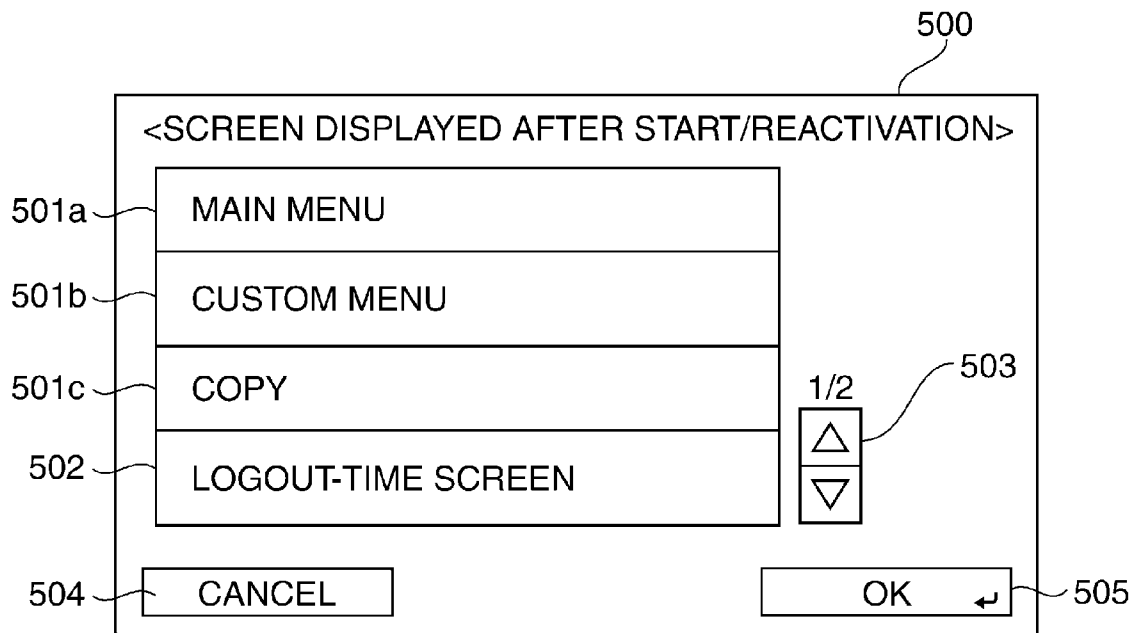 500
<SCREEN DISPLAYED AFTER START/REACTIVATION>
501a MAIN MENU
501b CUSTOM MENU
501c COPY
1/2 503
502 LOGOUT-TIME SCREEN
504 CANCEL OK 505